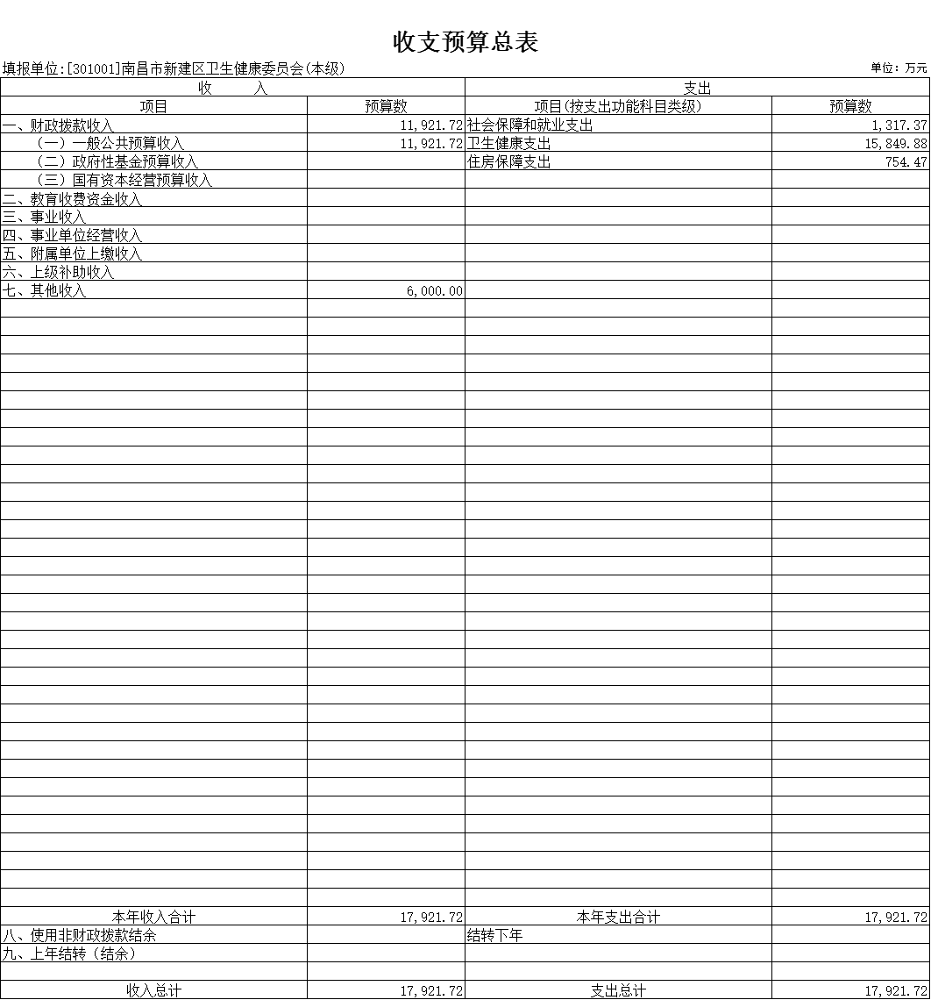 收支预算总表
填报单位:[301001]南昌市新建区卫生健康委员会(本级) 单位：万元
收 入 支出
项目 预算数 项目(按支出功能科目类级) 预算数
一、财政拨款收入 11,921.72 社会保障和就业支出 1,317.37
（一）一般公共预算收入 11,921.72 卫生健康支出 15,849.88
（二）政府性基金预算收入 住房保障支出 754.47
（三）国有资本经营预算收入
二、教育收费资金收入
三、事业收入
四、事业单位经营收入
五、附属单位上缴收入
六、上级补助收入
七、其他收入 6,000.00
本年收入合计 17,921.72 本年支出合计 17,921.72
八、使用非财政拨款结余 结转下年
九、上年结转（结余）
收入总计 17,921.72 支出总计 17,921.72